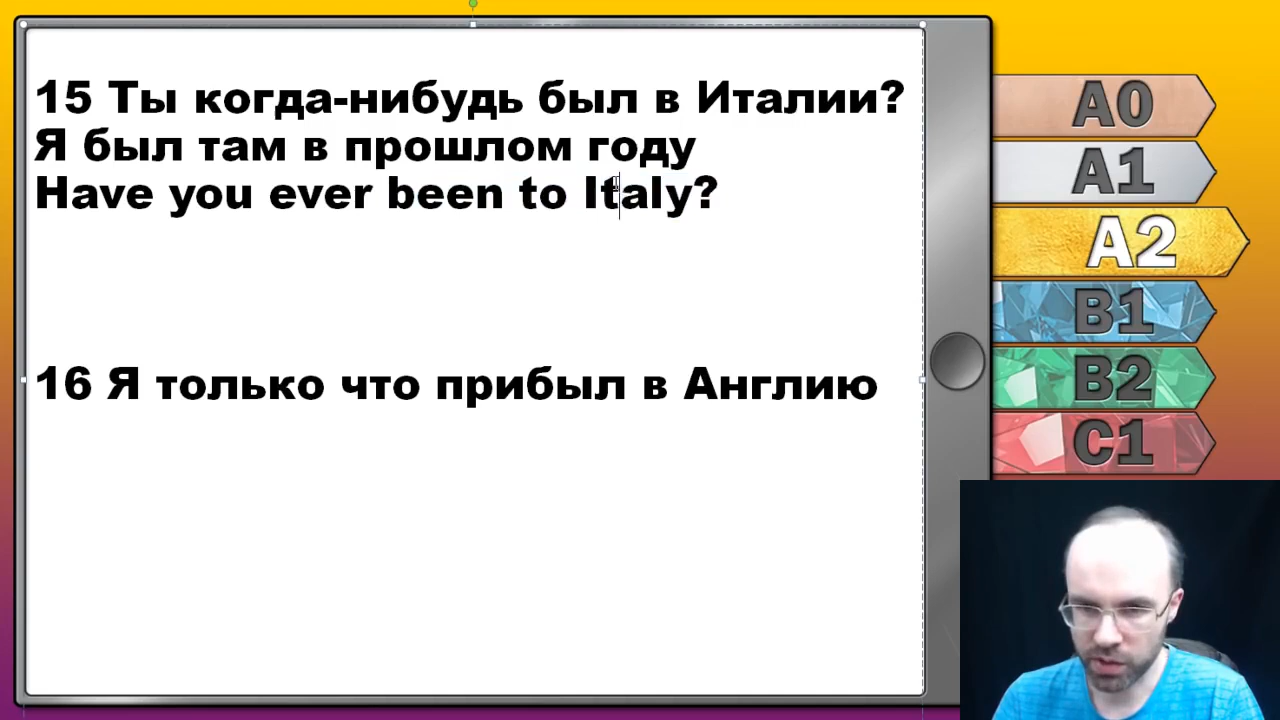 15 Ты когда-нибудь был в Италии?
Я был там в прошлом году
Have you ever been to Italy?
16 Я только что прибыл в Англию
A0
A1
A2
B1
B2
C1